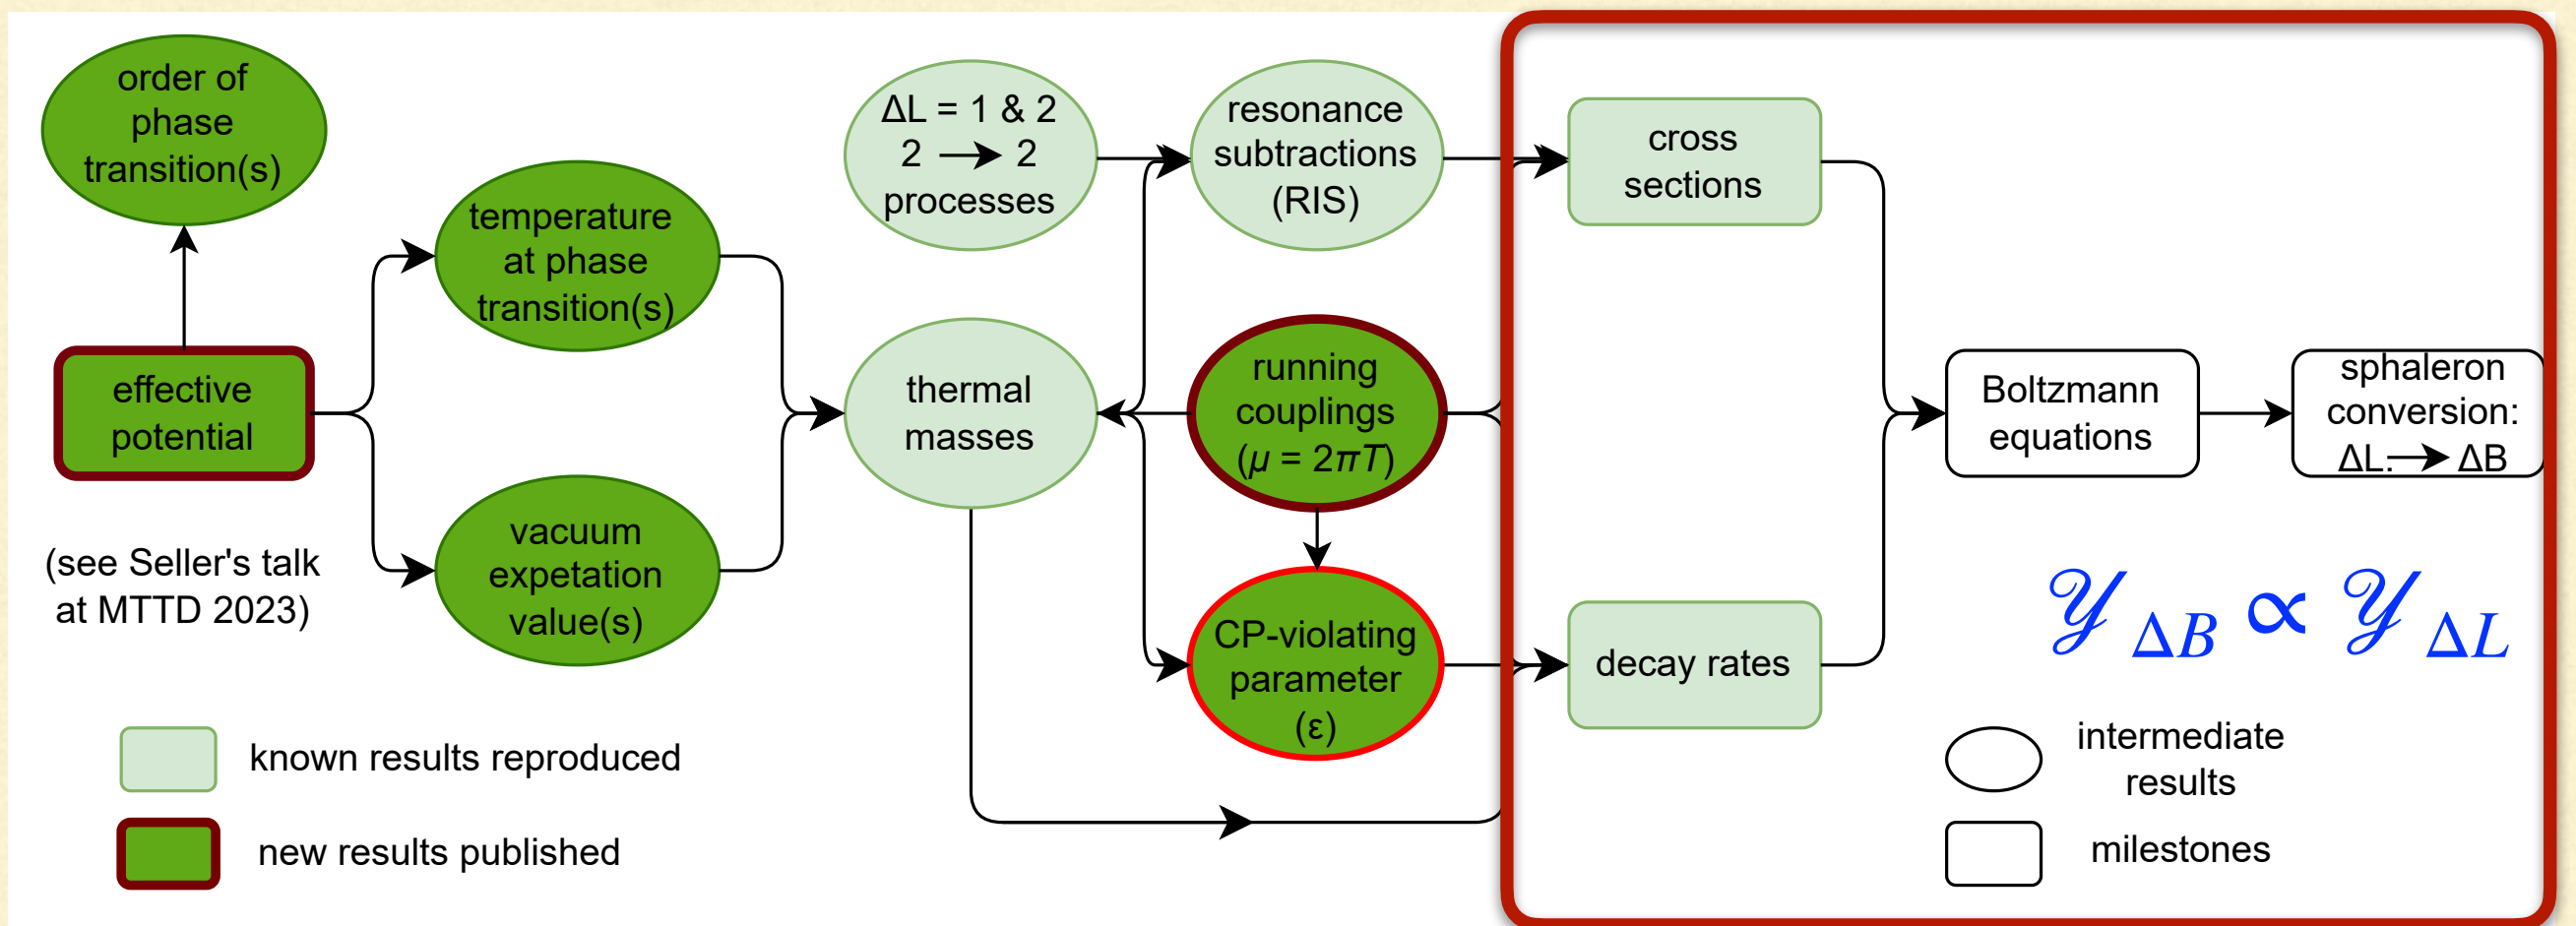 order of
phase
transition(s)
effective
potential
(see Seller's talk
at MTTD 2023)
temperature
at phase
transition(s)
vacuum
expetation
value(s)
ΔL = 1 & 2
2 → 2
processes
thermal
masses
resonance
subtractions
(RIS)
running
couplings
(μ = 2πT)
CP-violating
parameter
(ε)
cross
sections
decay rates
Boltzmann
equations
sphaleron
conversion:
ΔL. → ΔB
𝒴ΔB ∝ 𝒴ΔL
known results reproduced
new results published
intermediate
results
milestones